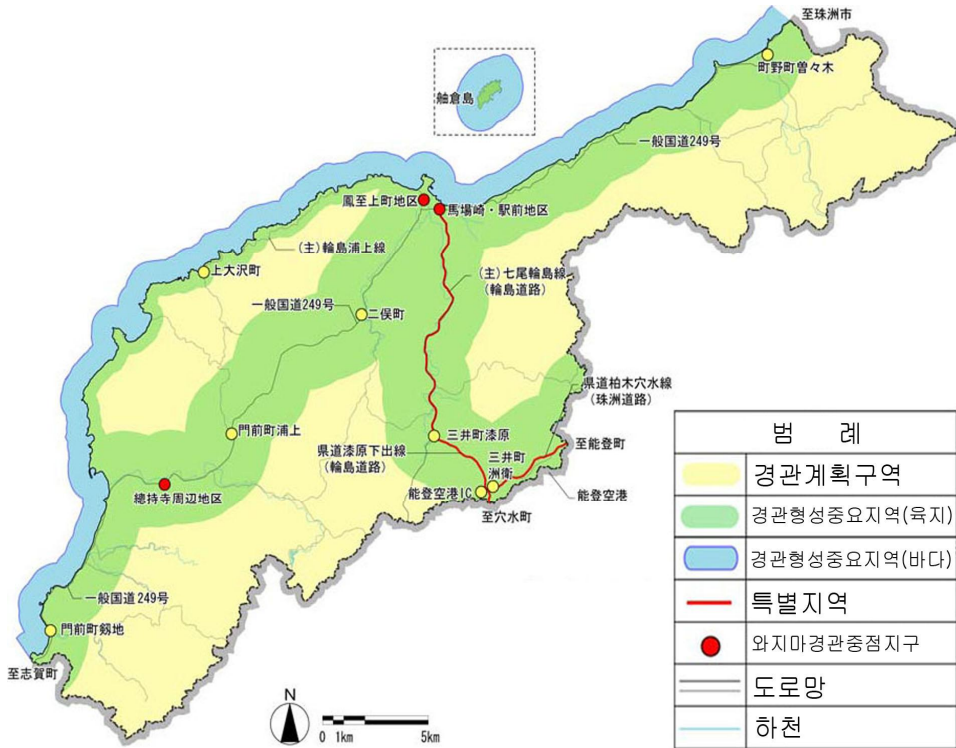 至珠洲市
町野町曽々木
舳倉島
一般国道249号
鳳至上町地区
馬場崎・駅前地区
(主)輪島浦上線
上大沢町
(主)七尾輪島線
(輪島道路)
一般国道249号
二俣町
県道柏木穴水線
(珠洲道路)
門前町浦上
三井町漆原
至能登町
県道漆原下出線
(輪島道路)
三井町
洲衛
總持寺周辺地区
能登空港IC
能登空港
至穴水町
一般国道249号
門前町剱地
至志賀町
N
0 1km 5km
범 례
경관계획구역
경관형성중요지역(육지)
경관형성중요지역(바다)
특별지역
와지마경관중점지구
도로망
하천